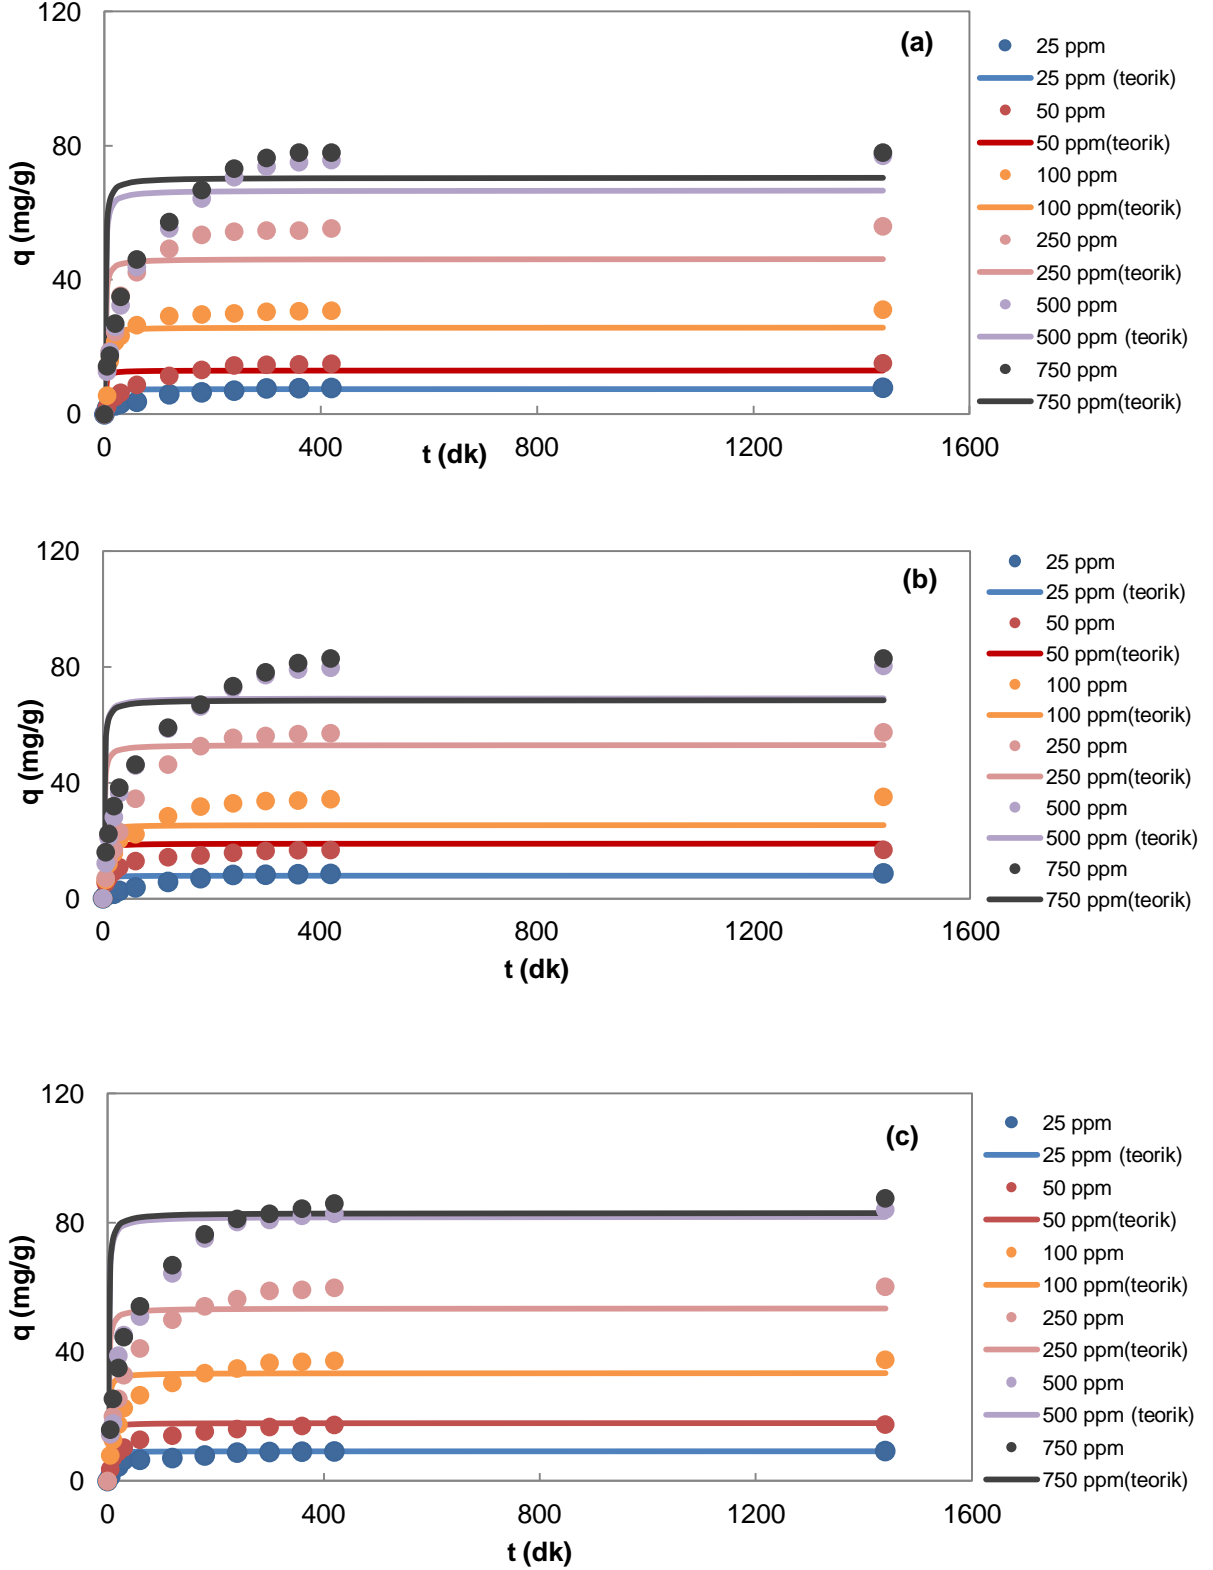 120
(a)
25 ppm
25 ppm (teorik)
80
50 ppm
50 ppm(teorik)
q (mg/g)
100 ppm
100 ppm(teorik)
40
250 ppm
250 ppm(teorik)
500 ppm
500 ppm (teorik)
750 ppm
0
750 ppm(teorik)
0
400
800
1200
1600
t (dk)
120
(b)
25 ppm
25 ppm (teorik)
80
50 ppm
50 ppm(teorik)
q (mg/g)
100 ppm
100 ppm(teorik)
40
250 ppm
250 ppm(teorik)
500 ppm
500 ppm (teorik)
750 ppm
0
750 ppm(teorik)
0
400
800
1200
1600
t (dk)
120
(c)
25 ppm
25 ppm (teorik)
80
50 ppm
50 ppm(teorik)
q (mg/g)
100 ppm
100 ppm(teorik)
40
250 ppm
250 ppm(teorik)
500 ppm
500 ppm (teorik)
750 ppm
0
750 ppm(teorik)
0
400
800
1200
1600
t (dk)